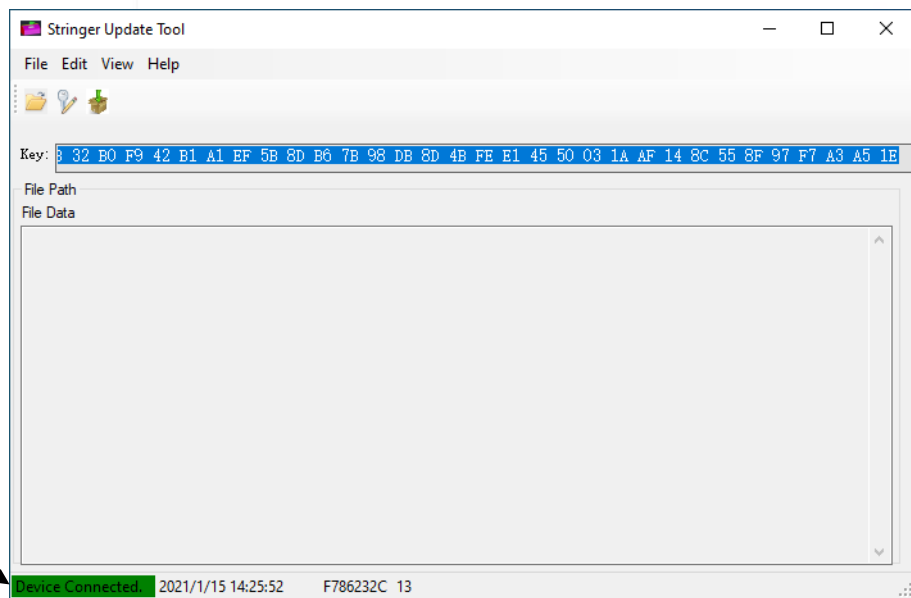 Stringer Update Tool
File Edit View Help
Key: 32 B0 F9 42 B1 A1 EF 5B 8D B6 7B 98 DB 8D 4B FE E1 45 50 03 1A AF 14 8C 55 8F 97 F7 A3 A5 1E
File Path
File Data
Device Connected. 2021/1/15 14:25:52 F786232C 13